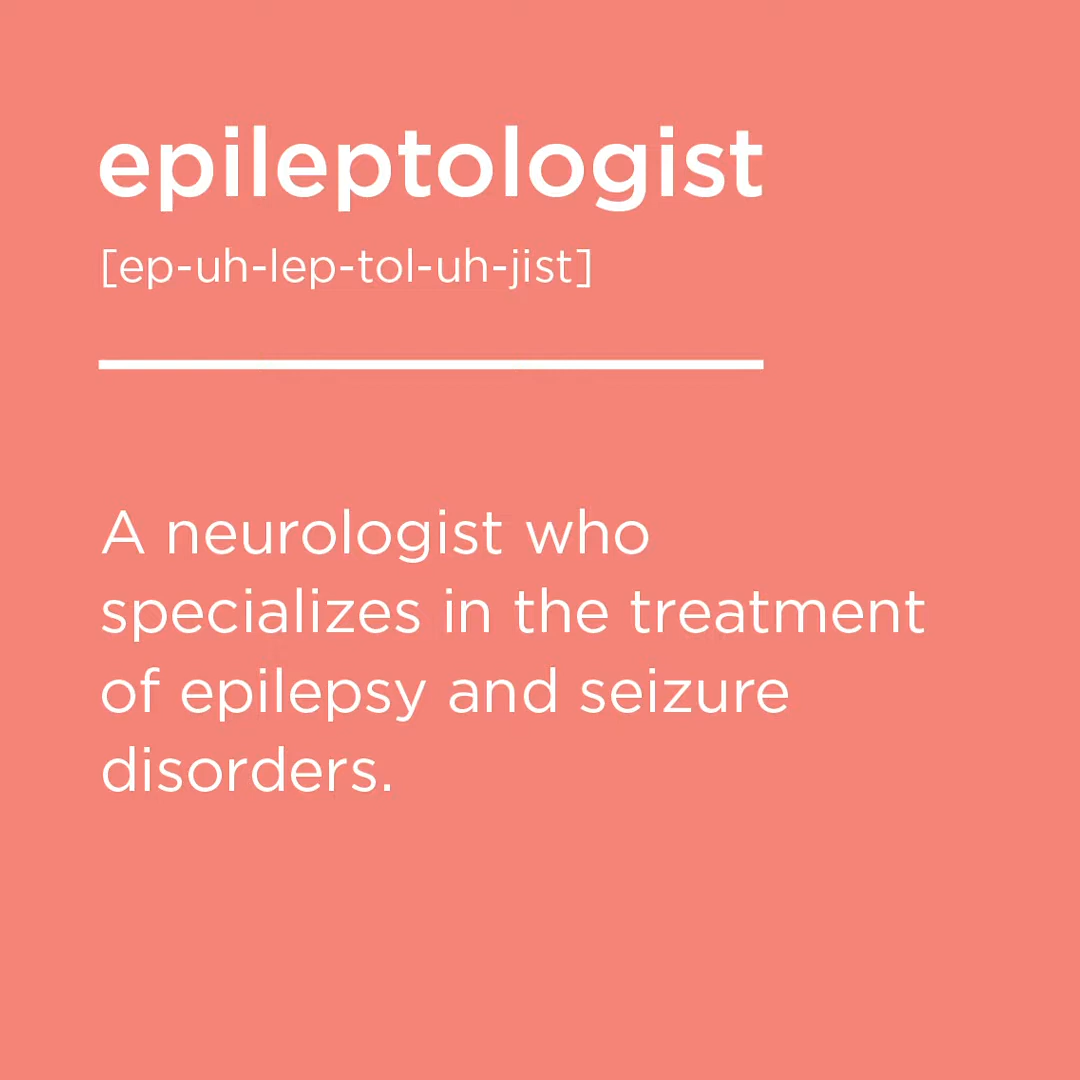 epileptologist
[ep-uh-lep-tol-uh-jist]
A neurologist who
specializes in the treatment
of epilepsy and seizure
disorders.